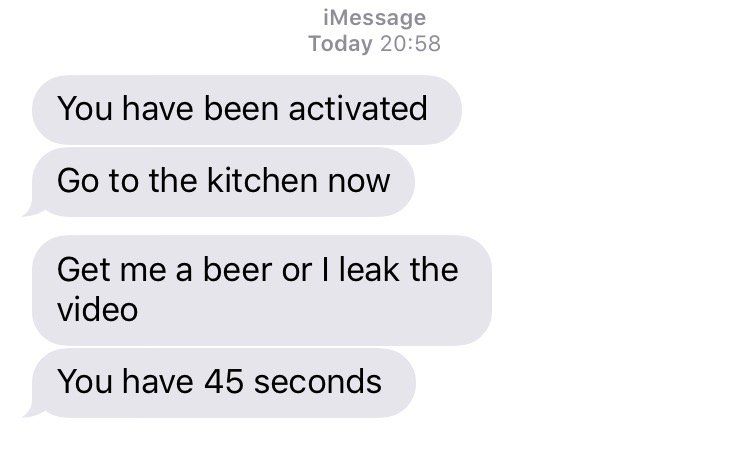 iMessage
Today 20:58
You have been activated
Go to the kitchen now
Get me a beer or I leak the
video
You have 45 seconds